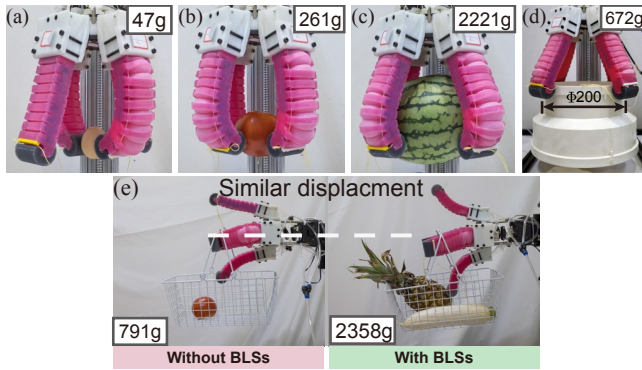 (a)
47g
(b)
261g
(c)
2221g
(d)
672g
Φ200
(e)
Similar displacment
791g
2358g
Without BLSs
With BLSs